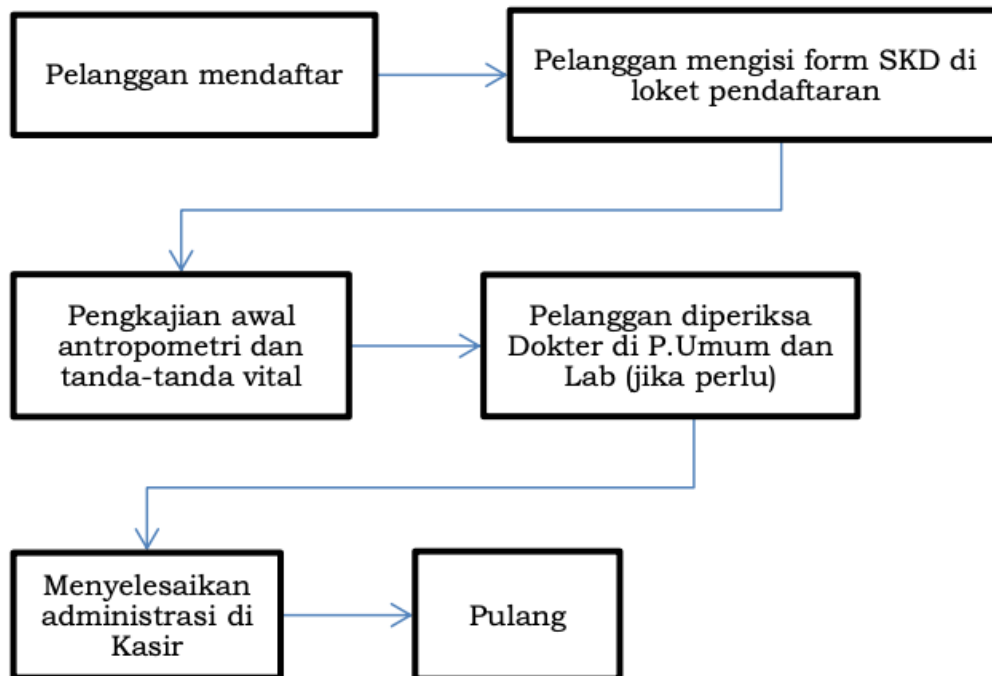 Pelanggan mendaftar
Pelanggan mengisi form SKD di
loket pendaftaran
Pengkajian awal
antropometri dan
tanda-tanda vital
Pelanggan diperiksa
Dokter di P.Umum dan
Lab (jika perlu)
Menyelesaikan
administrasi di
Kasir
Pulang